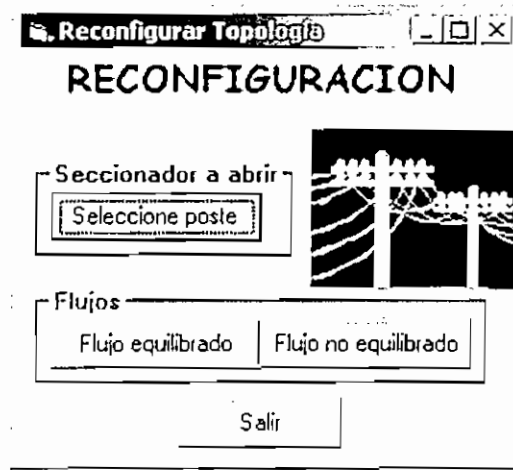 Reconfigurar Topología
RECONFIGURACION
Seccionador a abrir
Seleccione poste
Flujos
Flujo equilibrado
Flujo no equilibrado
Salir